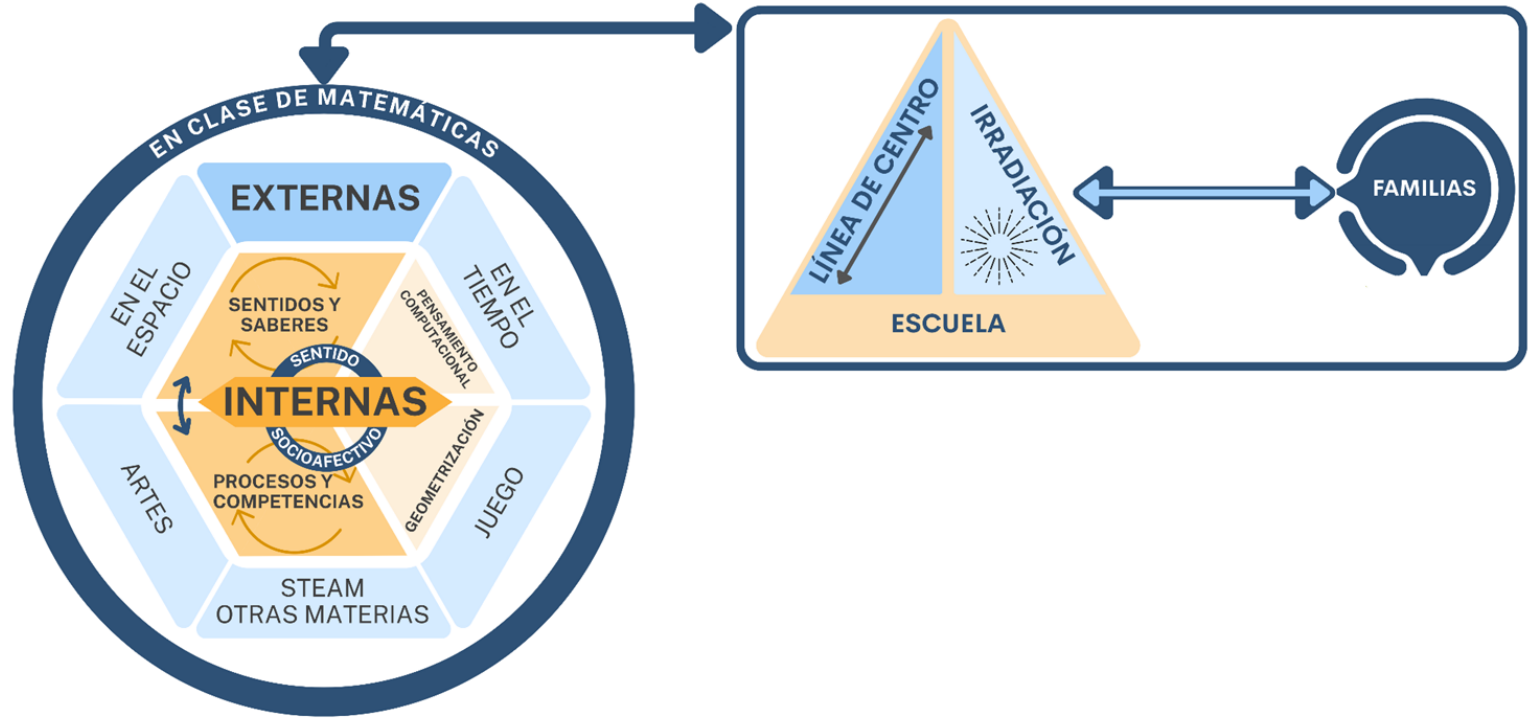 EN CLASE DE MATEMÁTICAS
EXTERNAS
EN EL
ESPACIO
EN EL
TIEMPO
SENTIDOS Y
SABERES
PENSAMIENTO
COMPUTACIONAL
SENTIDO
INTERNAS
SOCIOAFECTIVO
PROCESOS Y
COMPETENCIAS
GEOMETRIZACIÓN
ARTES
JUEGO
STEAM
OTRAS MATERIAS
LÍNEA DE CENTRO
IRRADIACIÓN
ESCUELA
FAMILIAS